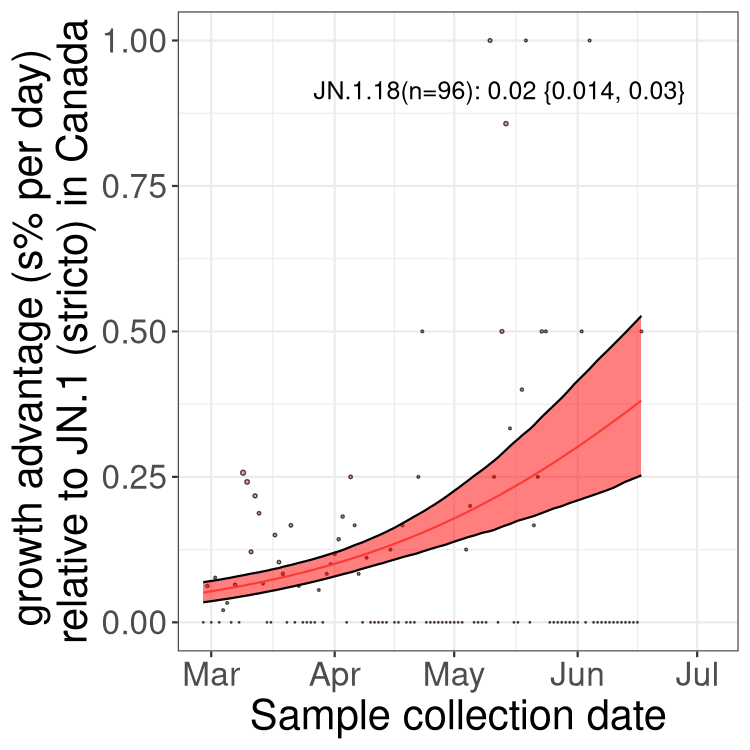 growth advantage (s% per day)
relative to JN.1 (stricto) in Canada
1.00
0.75
0.50
0.25
0.00
JN.1.18(n=96): 0.02 {0.014, 0.03}
Mar Apr May Jun Jul
Sample collection date